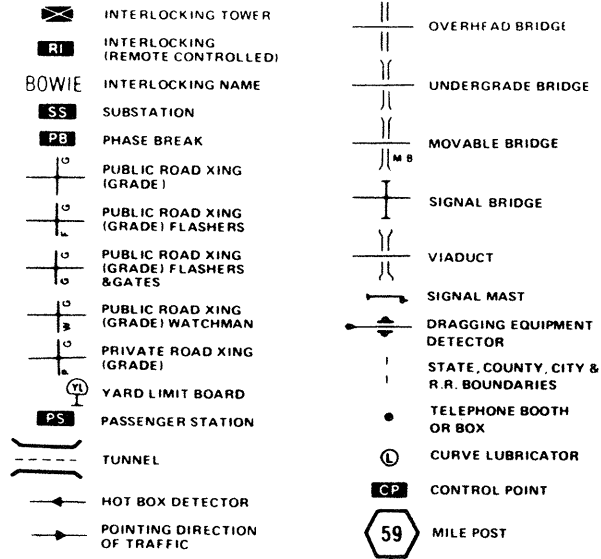 INTERLOCKING TOWER
RI INTERLOCKING
(REMOTE CONTROLLED)
BOWIE INTERLOCKING NAME
SS SUBSTATION
PB PHASE BREAK
G PUBLIC ROAD XING
(GRADE)
G F PUBLIC ROAD XING
(GRADE) FLASHERS
G G PUBLIC ROAD XING
(GRADE) FLASHERS
&GATES
G W PUBLIC ROAD XING
(GRADE) WATCHMAN
G P PRIVATE ROAD XING
(GRADE)
YL YARD LIMIT BOARD
PS PASSENGER STATION
TUNNEL
HOT BOX DETECTOR
POINTING DIRECTION
OF TRAFFIC
OVERHEAD BRIDGE
UNDERGRADE BRIDGE
MOVABLE BRIDGE
M B
SIGNAL BRIDGE
VIADUCT
SIGNAL MAST
DRAGGING EQUIPMENT
DETECTOR
STATE, COUNTY, CITY &
R.R. BOUNDARIES
TELEPHONE BOOTH
OR BOX
L CURVE LUBRICATOR
CP CONTROL POINT
59 MILE POST